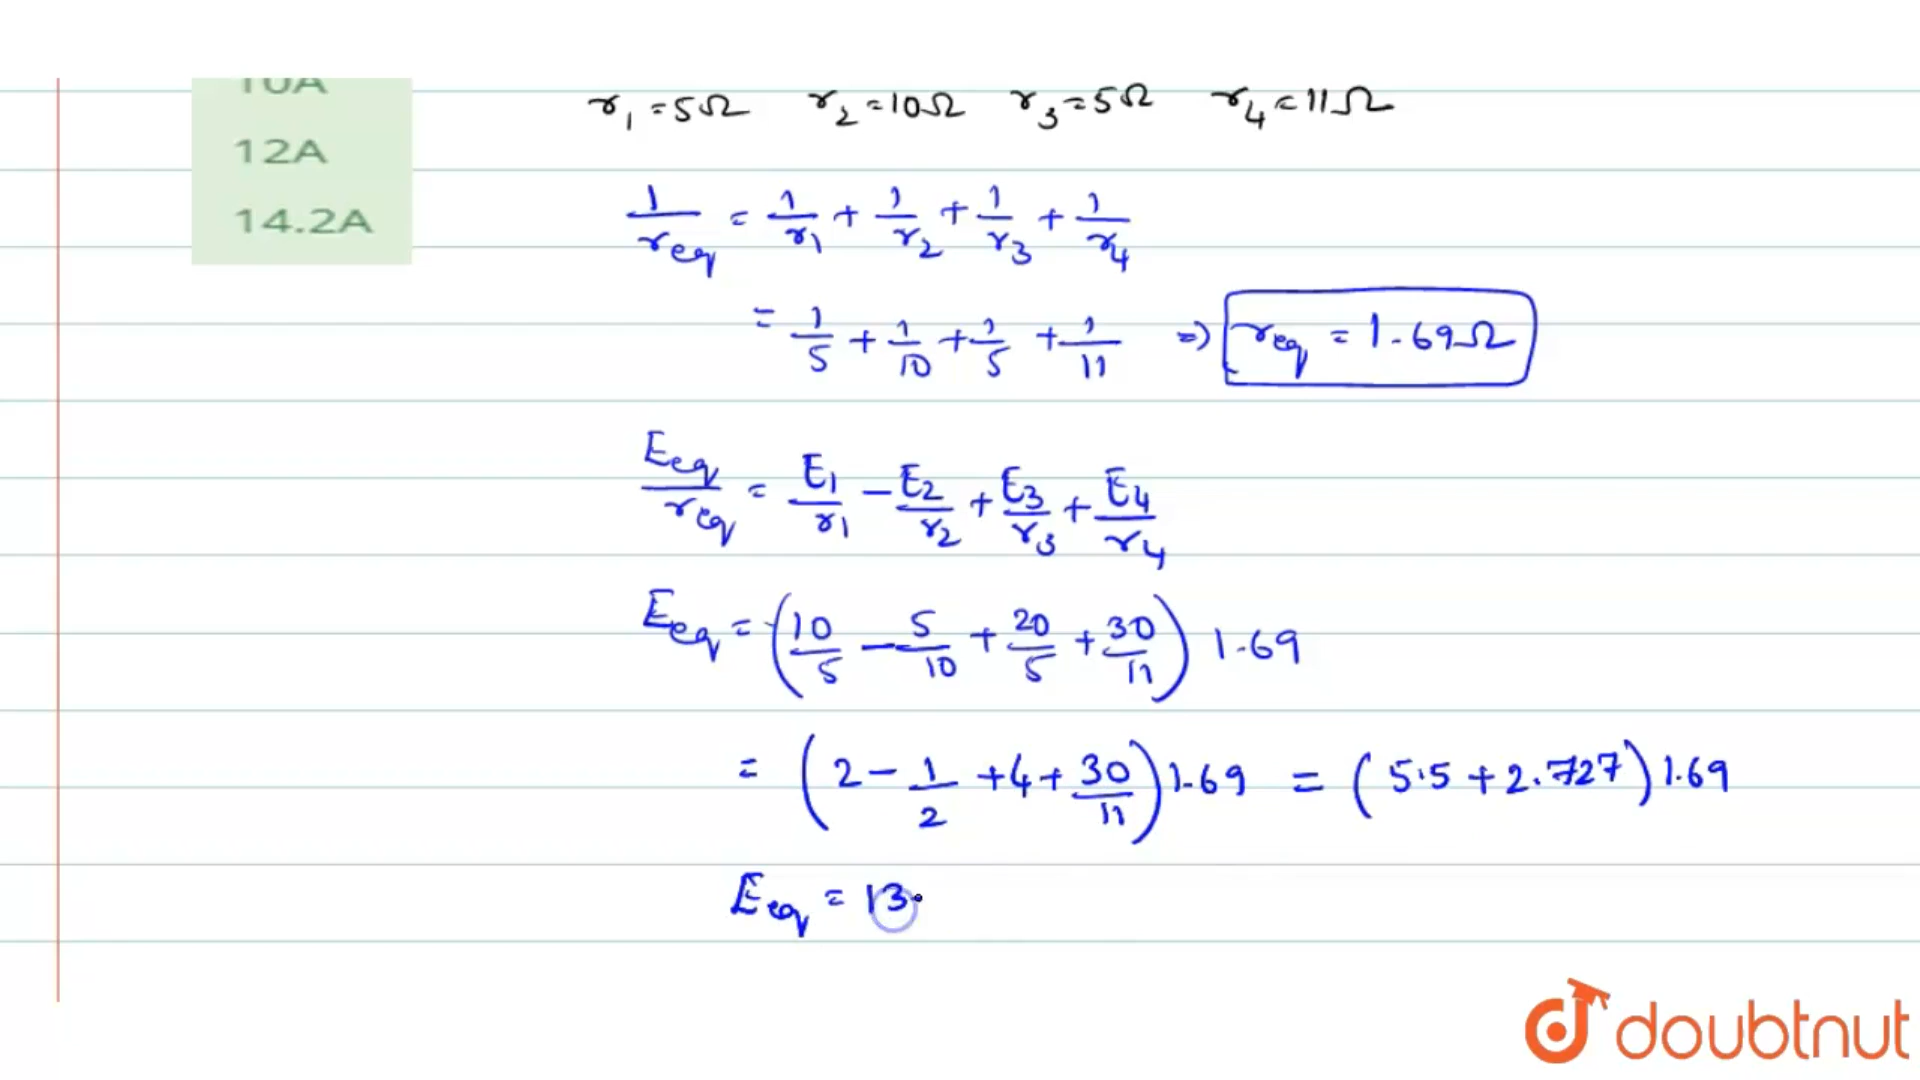 10A
12A
14.2A
r₁ = 5Ω r₂ = 10Ω r₃ = 5Ω r₄ = 11Ω
1/r_eq = 1/r₁ + 1/r₂ + 1/r₃ + 1/r₄
= 1/5 + 1/10 + 1/5 + 1/11 ⇒ r_eq = 1.69Ω
E_eq/r_eq = E₁/r₁ − E₂/r₂ + E₃/r₃ + E₄/r₄
E_eq = (10/5 − 5/10 + 20/5 + 30/11) 1.69
= (2 − 1/2 + 4 + 30/11) 1.69 = (5.5 + 2.727) 1.69
E_eq = 13.
doubtnut